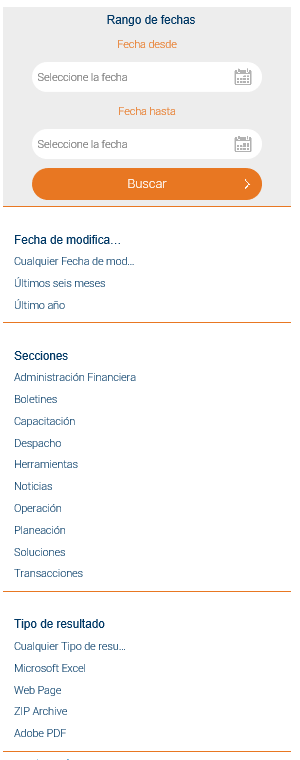 Rango de fechas
Fecha desde
Seleccione la fecha
Fecha hasta
Seleccione la fecha
Buscar
Fecha de modifica...
Cualquier Fecha de mod...
Últimos seis meses
Último año
Secciones
Administración Financiera
Boletines
Capacitación
Despacho
Herramientas
Noticias
Operación
Planeación
Soluciones
Transacciones
Tipo de resultado
Cualquier Tipo de resu...
Microsoft Excel
Web Page
ZIP Archive
Adobe PDF